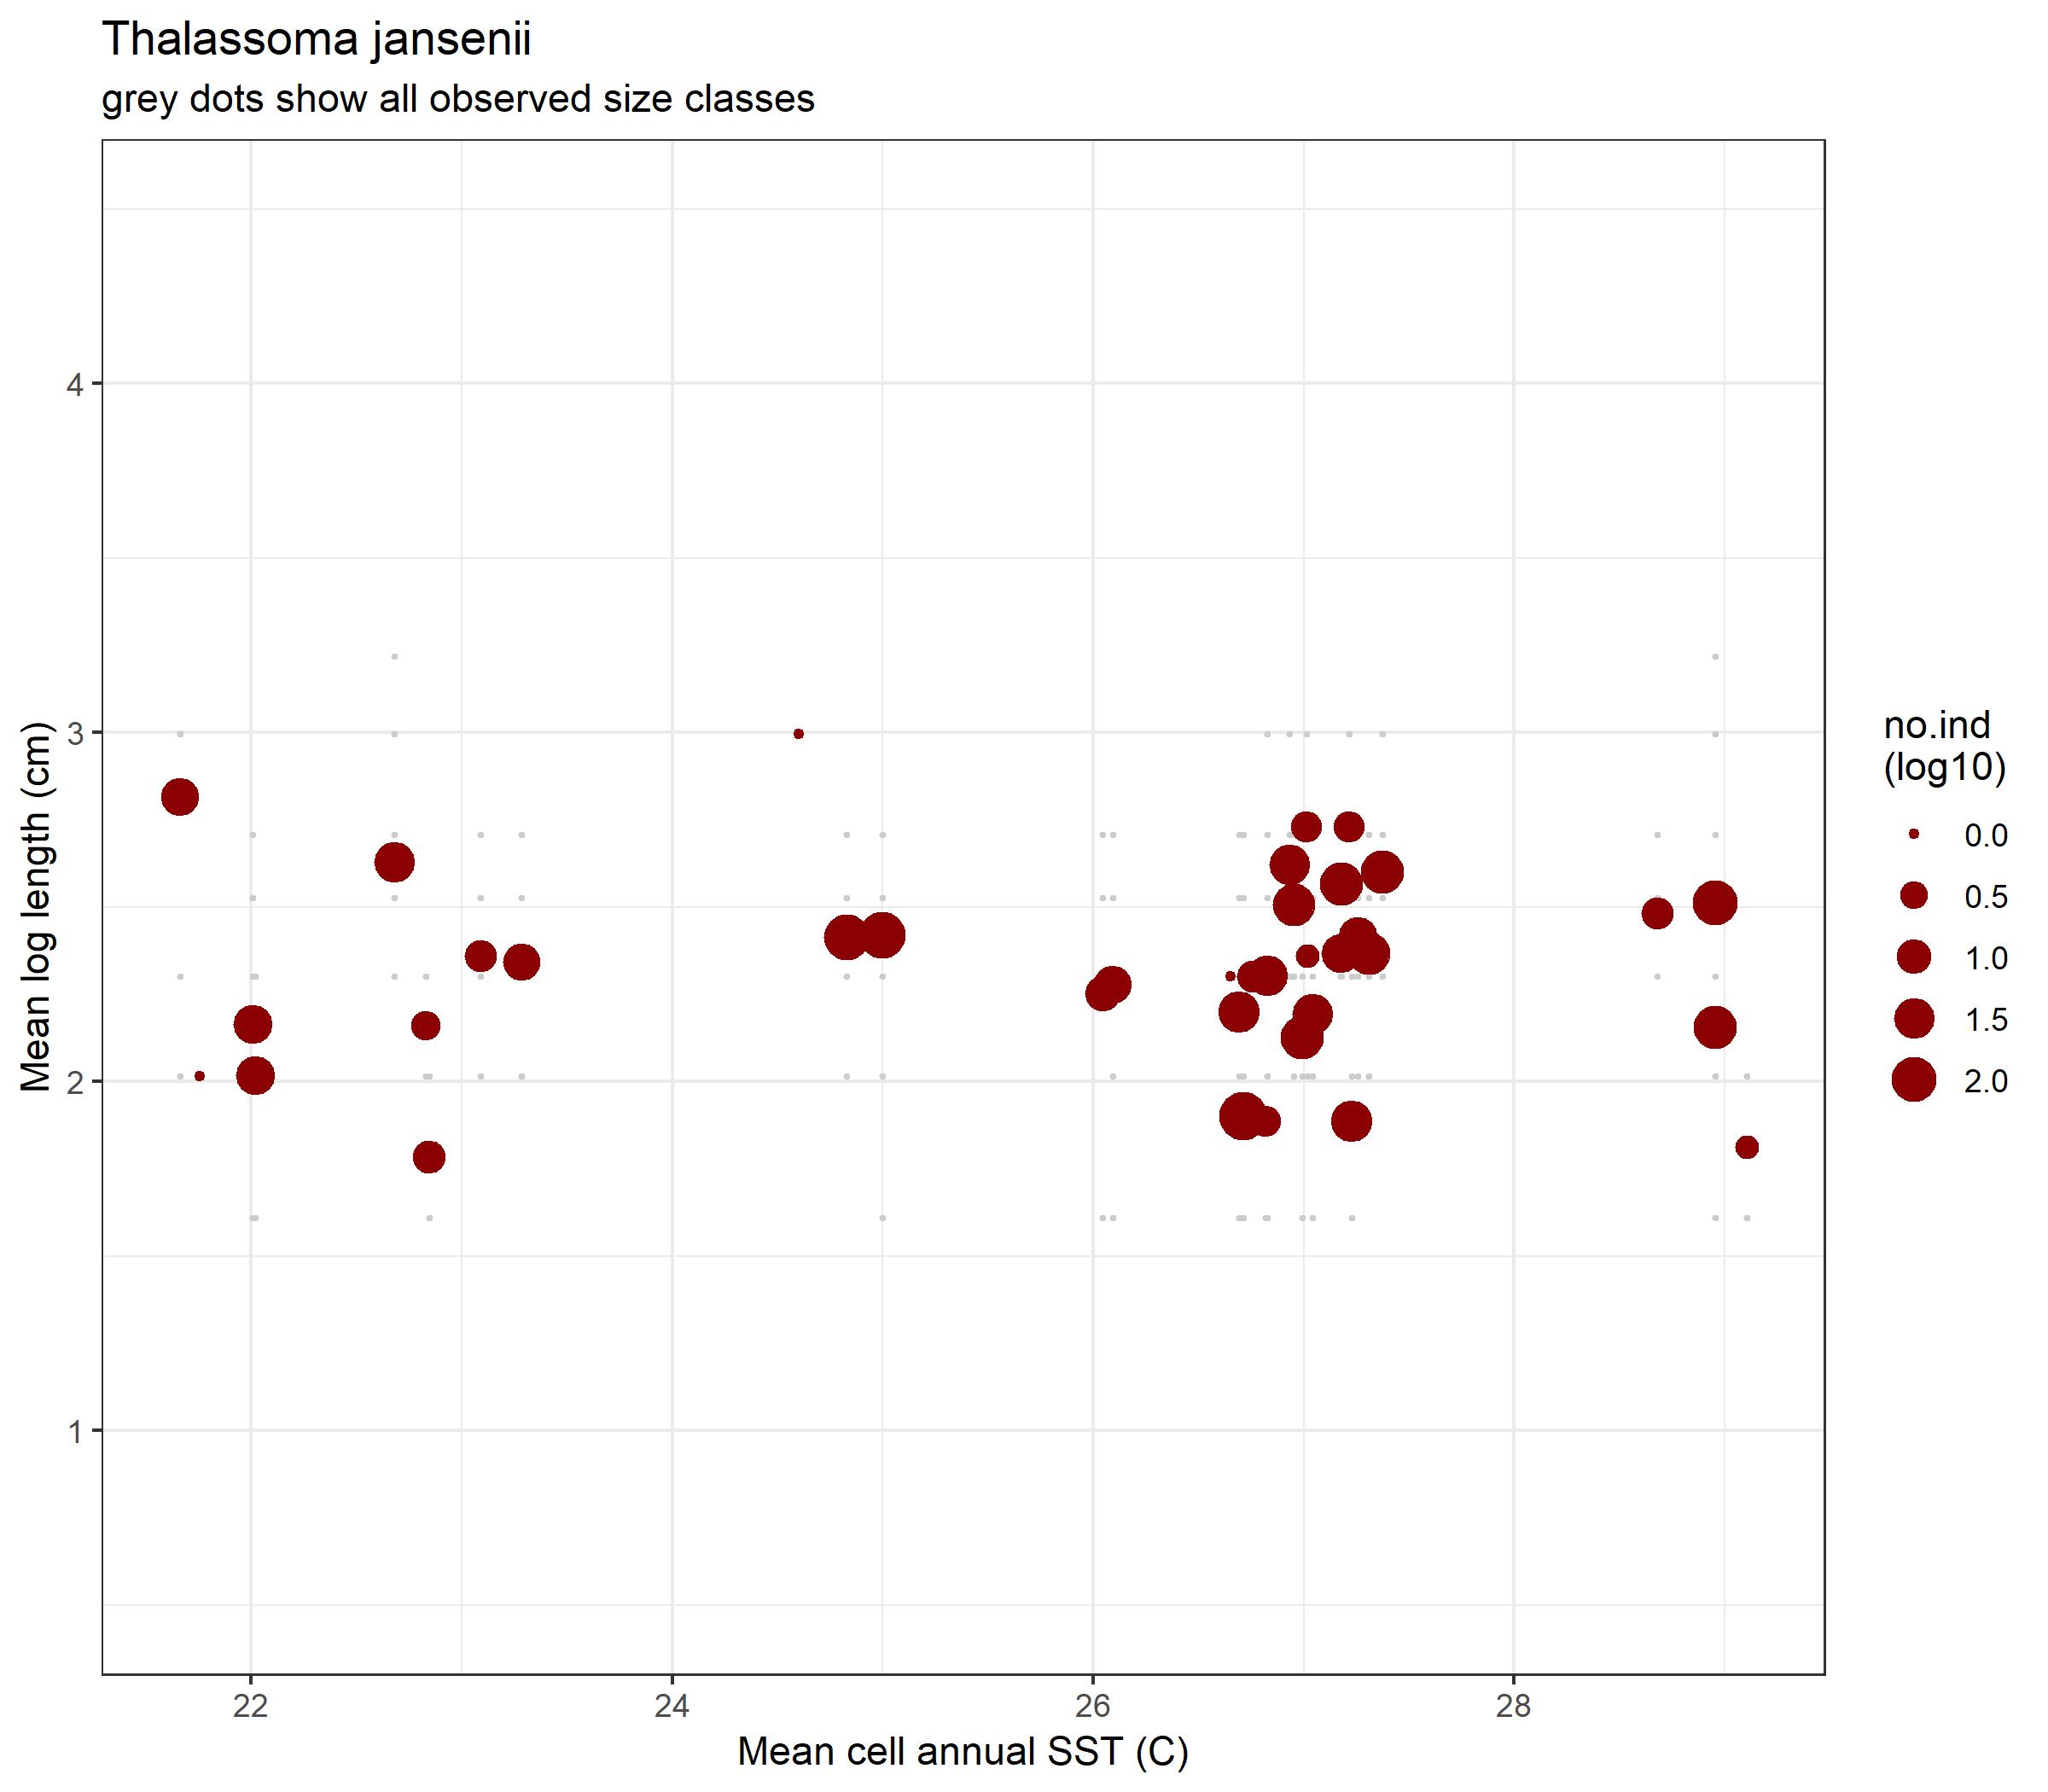 Thalassoma jansenii
grey dots show all observed size classes
Mean log length (cm)
4
3
2
1
22
24
26
28
Mean cell annual SST (C)
no.ind
(log10)
0.0
0.5
1.0
1.5
2.0